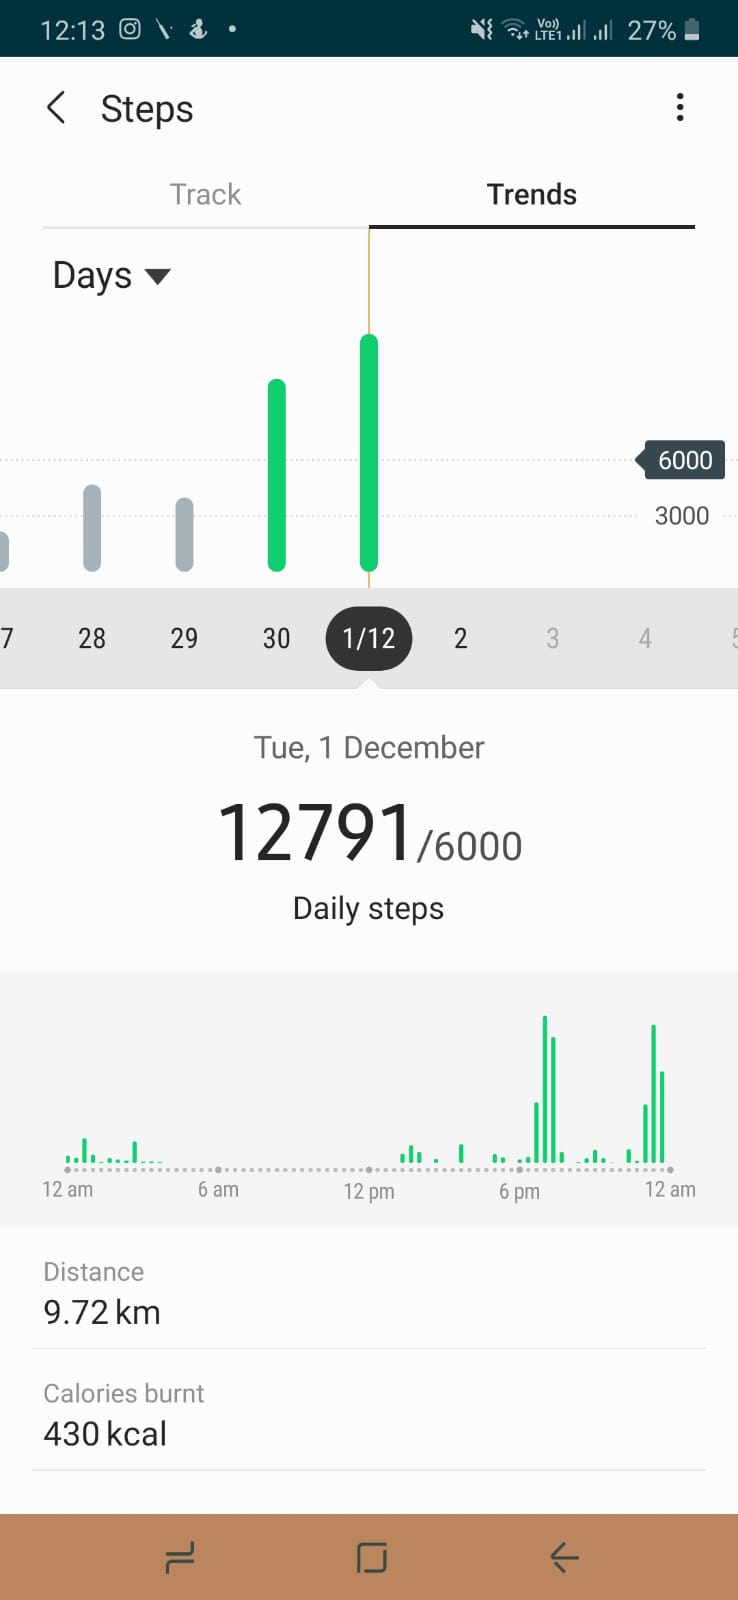 12:13 Vo)) LTE1 27%
Steps
Track Trends
Days
6000
3000
7 28 29 30 1/12 2 3 4 5
Tue, 1 December
12791/6000
Daily steps
12 am 6 am 12 pm 6 pm 12 am
Distance
9.72 km
Calories burnt
430 kcal